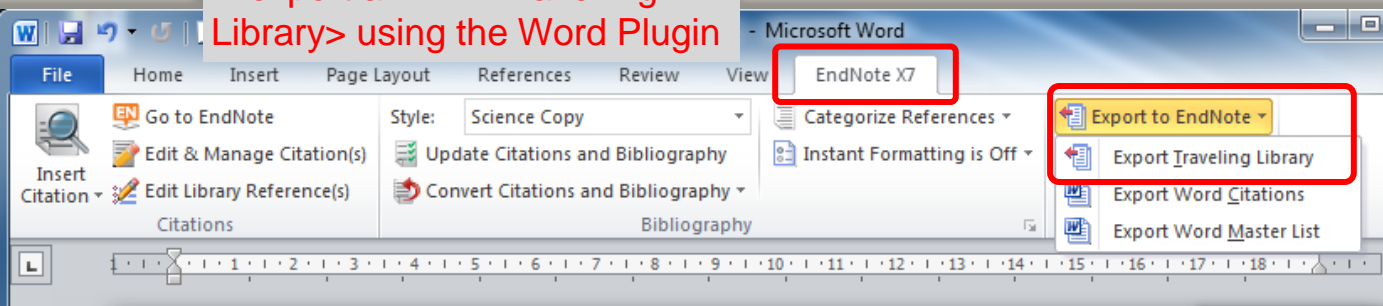 Library> using the Word Plugin
- Microsoft Word
File Home Insert Page Layout References Review View EndNote X7
Go to EndNote
Edit & Manage Citation(s)
Edit Library Reference(s)
Insert
Citation
Citations
Style: Science Copy
Update Citations and Bibliography
Convert Citations and Bibliography
Categorize References
Instant Formatting is Off
Bibliography
Export to EndNote
Export Traveling Library
Export Word Citations
Export Word Master List
1 · 1 · 2 · 3 · 4 · 5 · 6 · 7 · 8 · 9 · 10 · 11 · 12 · 13 · 14 · 15 · 16 · 17 · 18